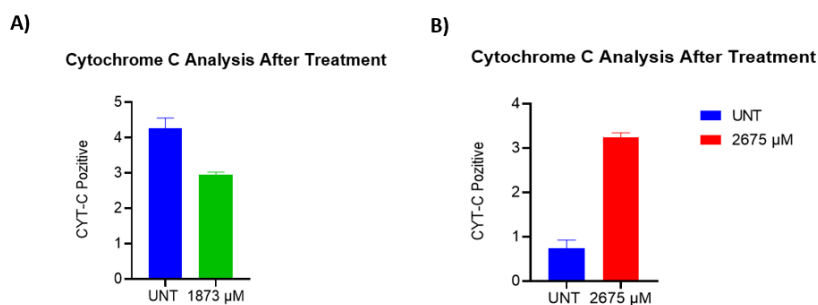 A)
Cytochrome C Analysis After Treatment
5
4
3
2
1
0
CYT-C Pozitive
UNT 1873 µM
B)
Cytochrome C Analysis After Treatment
4
3
2
1
0
CYT-C Pozitive
UNT 2675 µM
UNT
2675 µM